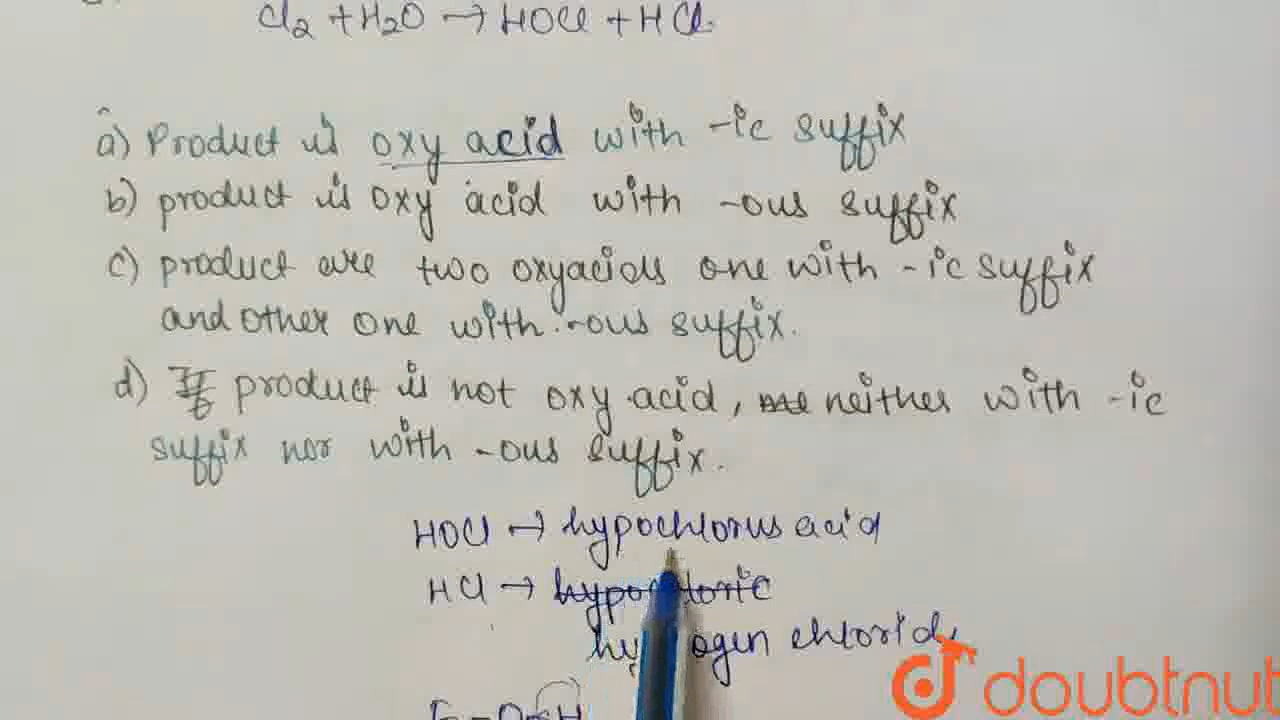 Cl2 + H2O → HOCl + HCl.
a) Product is oxy acid with -ic suffix
b) product is oxy acid with -ous suffix
c) product are two oxyacids one with -ic suffix
and other one with -ous suffix.
d) product is not oxy acid, neither with -ic
suffix nor with -ous suffix.
HOCl → hypochlorus acid
HCl →
chloride
doubtnut